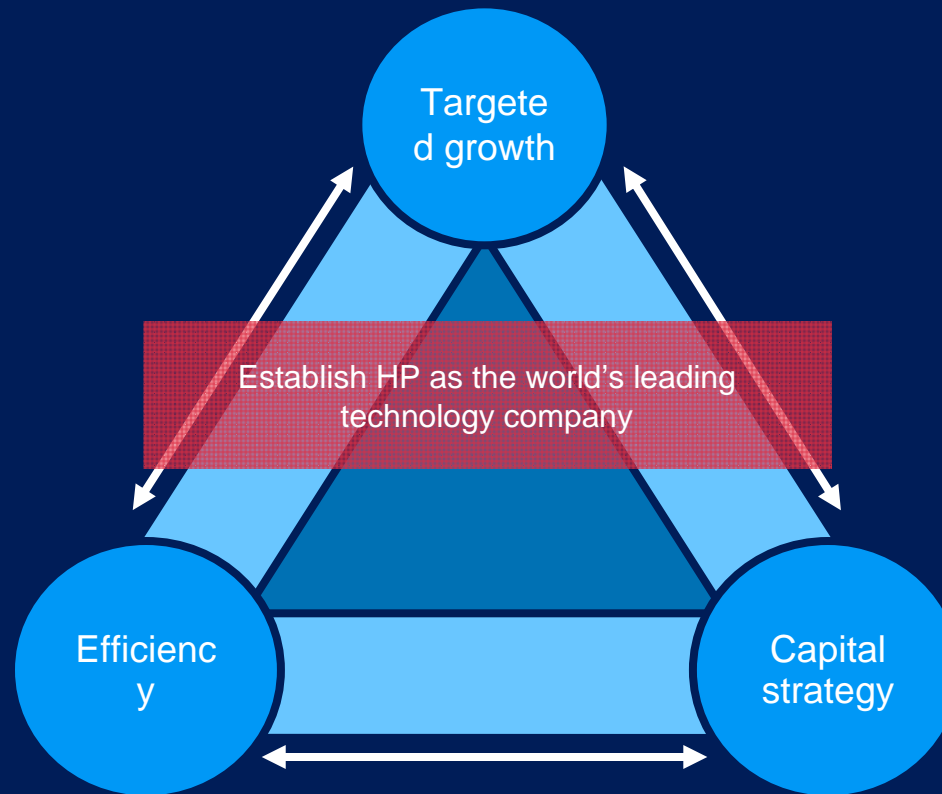 Targete
d growth
Establish HP as the world’s leading
technology company
Efficienc
y
Capital
strategy